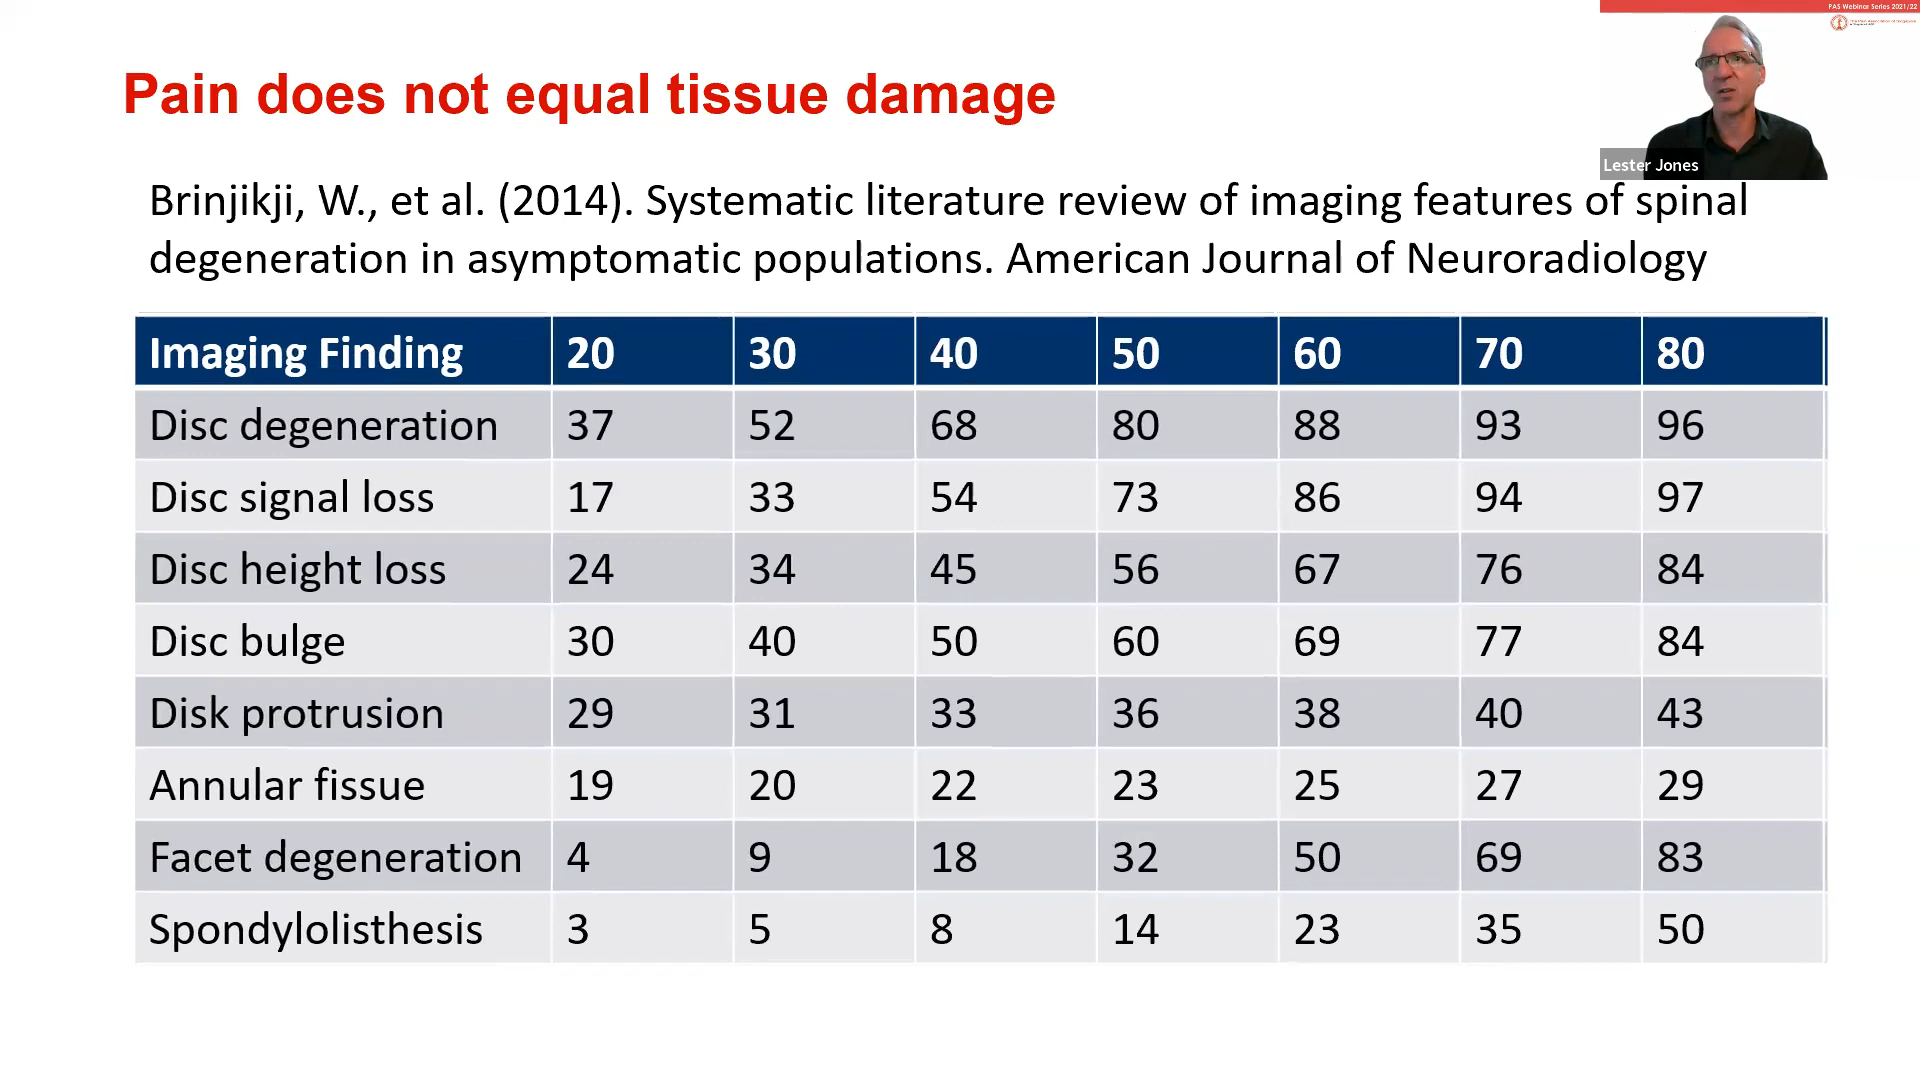 PAS Webinar Series 2021/22
Pain does not equal tissue damage
Lester Jones
Brinjikji, W., et al. (2014). Systematic literature review of imaging features of spinal
degeneration in asymptomatic populations. American Journal of Neuroradiology
Imaging Finding 20 30 40 50 60 70 80
Disc degeneration 37 52 68 80 88 93 96
Disc signal loss 17 33 54 73 86 94 97
Disc height loss 24 34 45 56 67 76 84
Disc bulge 30 40 50 60 69 77 84
Disk protrusion 29 31 33 36 38 40 43
Annular fissue 19 20 22 23 25 27 29
Facet degeneration 4 9 18 32 50 69 83
Spondylolisthesis 3 5 8 14 23 35 50